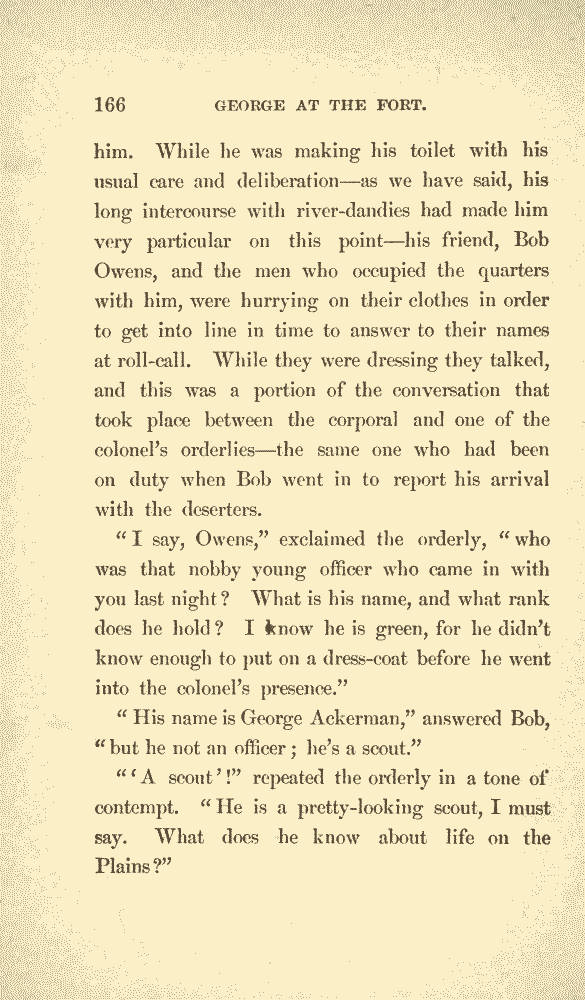 166 GEORGE AT THE FORT.
him. While he was making his toilet with his
usual care and deliberation—as we have said, his
long intercourse with river-dandies had made him
very particular on this point—his friend, Bob
Owens, and the men who occupied the quarters
with him, were hurrying on their clothes in order
to get into line in time to answer to their names
at roll-call. While they were dressing they talked,
and this was a portion of the conversation that
took place between the corporal and one of the
colonel's orderlies—the same one who had been
on duty when Bob went in to report his arrival
with the deserters.
“I say, Owens,” exclaimed the orderly, “who
was that nobby young officer who came in with
you last night? What is his name, and what rank
does he hold? I know he is green, for he didn't
know enough to put on a dress-coat before he went
into the colonel's presence.”
“His name is George Ackerman,” answered Bob,
“but he not an officer; he's a scout.”
“‘A scout’!” repeated the orderly in a tone of
contempt. “He is a pretty-looking scout, I must
say. What does he know about life on the
Plains?”